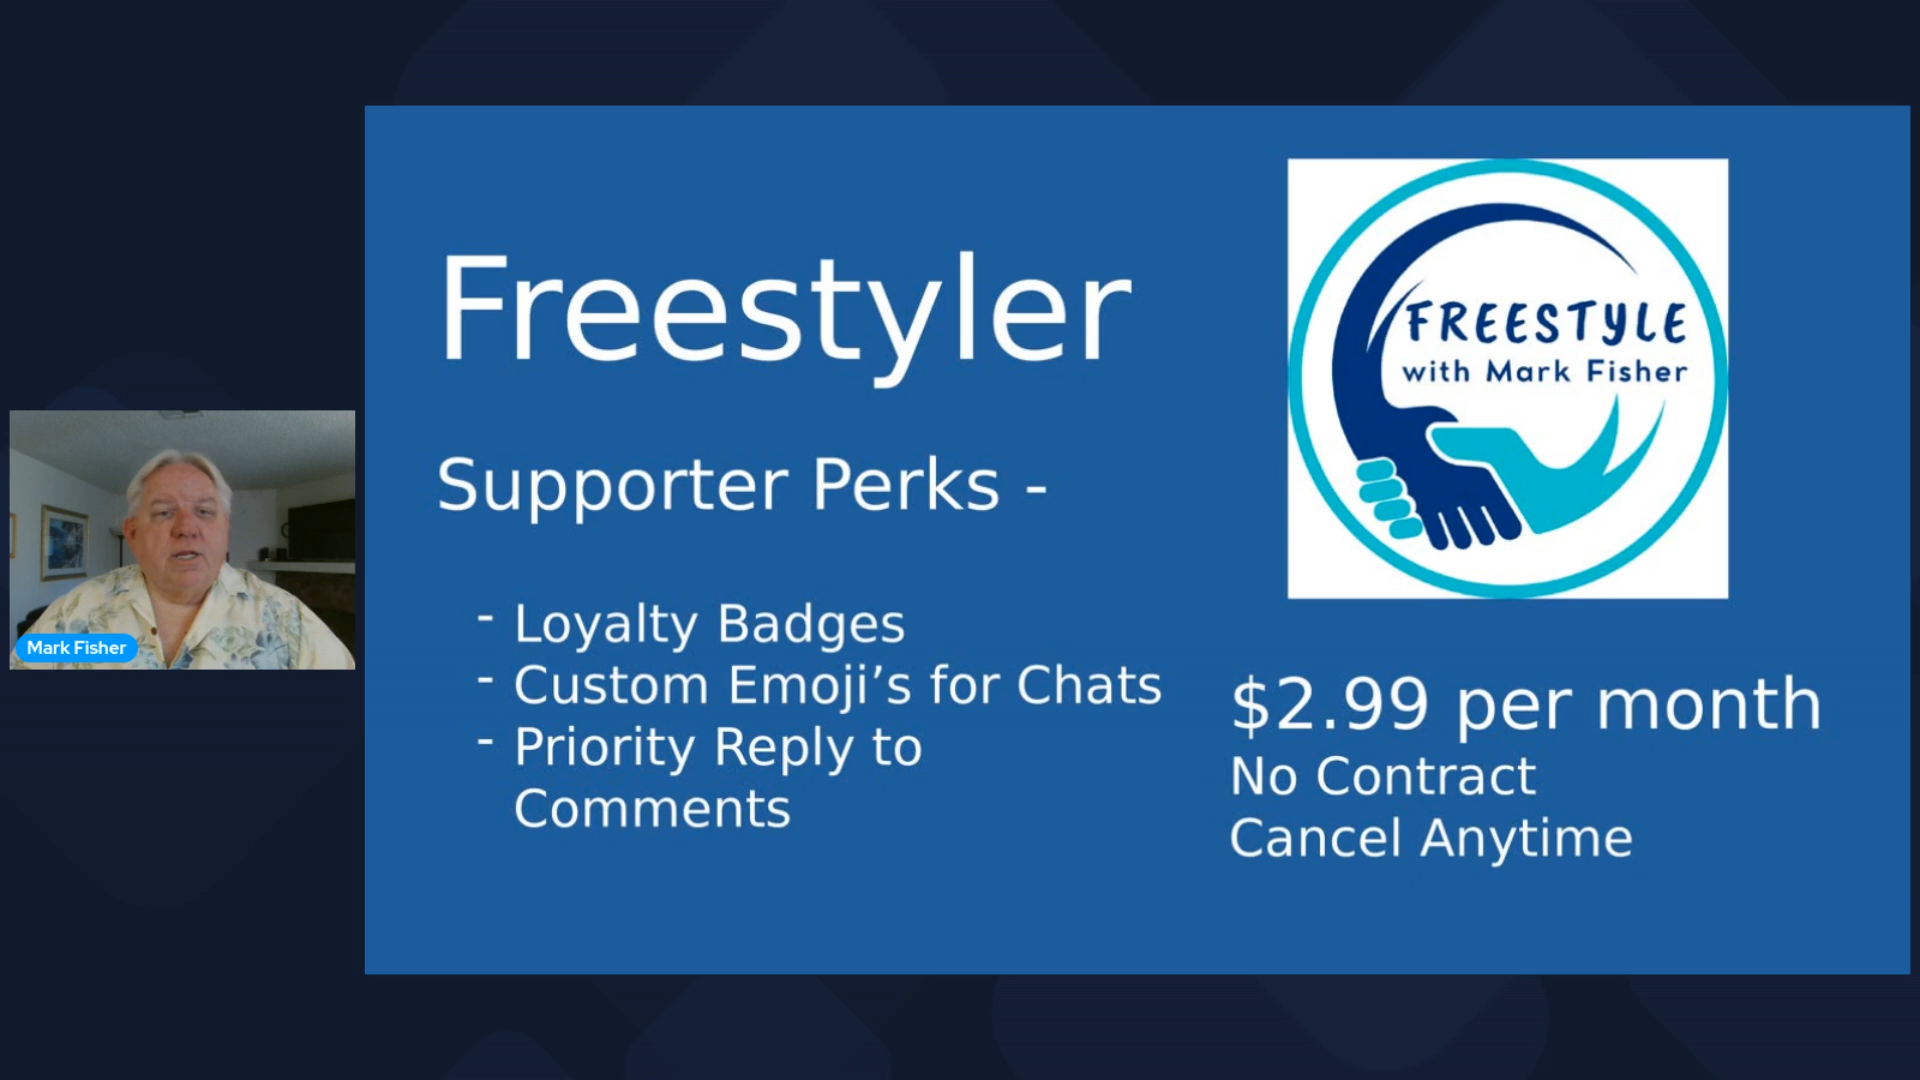 Freestyler
Supporter Perks -
- Loyalty Badges
- Custom Emoji’s for Chats
- Priority Reply to
Comments
FREESTYLE
with Mark Fisher
$2.99 per month
No Contract
Cancel Anytime
Mark Fisher